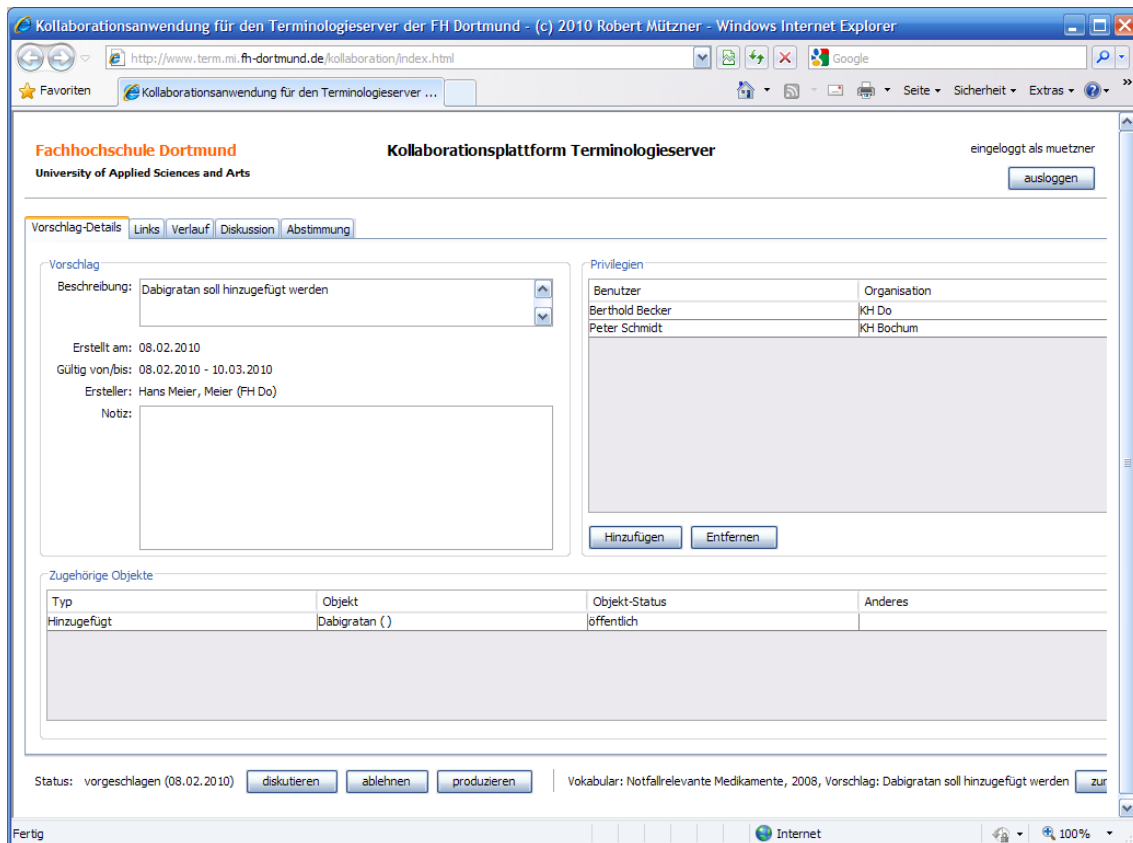 Kollaborationsanwendung für den Terminologieserver der FH Dortmund - (c) 2010 Robert Mützner - Windows Internet Explorer
http://www.term.mi.fh-dortmund.de/kollaboration/index.html
Google
Favoriten
Kollaborationsanwendung für den Terminologieserver ...
Seite
Sicherheit
Extras
»
Fachhochschule Dortmund
University of Applied Sciences and Arts
Kollaborationsplattform Terminologieserver
eingeloggt als muetzner
ausloggen
Vorschlag-Details Links Verlauf Diskussion Abstimmung
Vorschlag
Beschreibung: Dabigratan soll hinzugefügt werden
Erstellt am: 08.02.2010
Gültig von/bis: 08.02.2010 - 10.03.2010
Ersteller: Hans Meier, Meier (FH Do)
Notiz:
Privilegien
Benutzer Organisation
Berthold Becker KH Do
Peter Schmidt KH Bochum
Hinzufügen Entfernen
Zugehörige Objekte
Typ Objekt Objekt-Status Anderes
Hinzugefügt Dabigratan ( ) öffentlich
Status: vorgeschlagen (08.02.2010) diskutieren ablehnen produzieren Vokabular: Notfallrelevante Medikamente, 2008, Vorschlag: Dabigratan soll hinzugefügt werden zur
Fertig Internet 100%